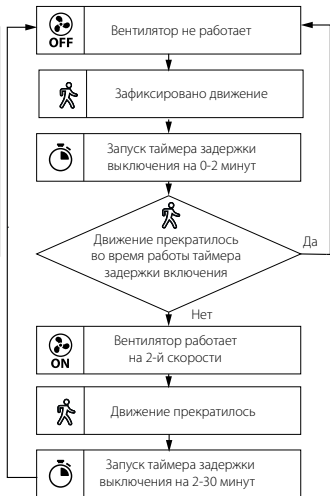 OFF
Вентилятор не работает
Зафиксировано движение
Запуск таймера задержки
выключения на 0-2 минут
Движение прекратилось
во время работы таймера
задержки включения
Да
Нет
ON
Вентилятор работает
на 2-й скорости
Движение прекратилось
Запуск таймера задержки
выключения на 2-30 минут